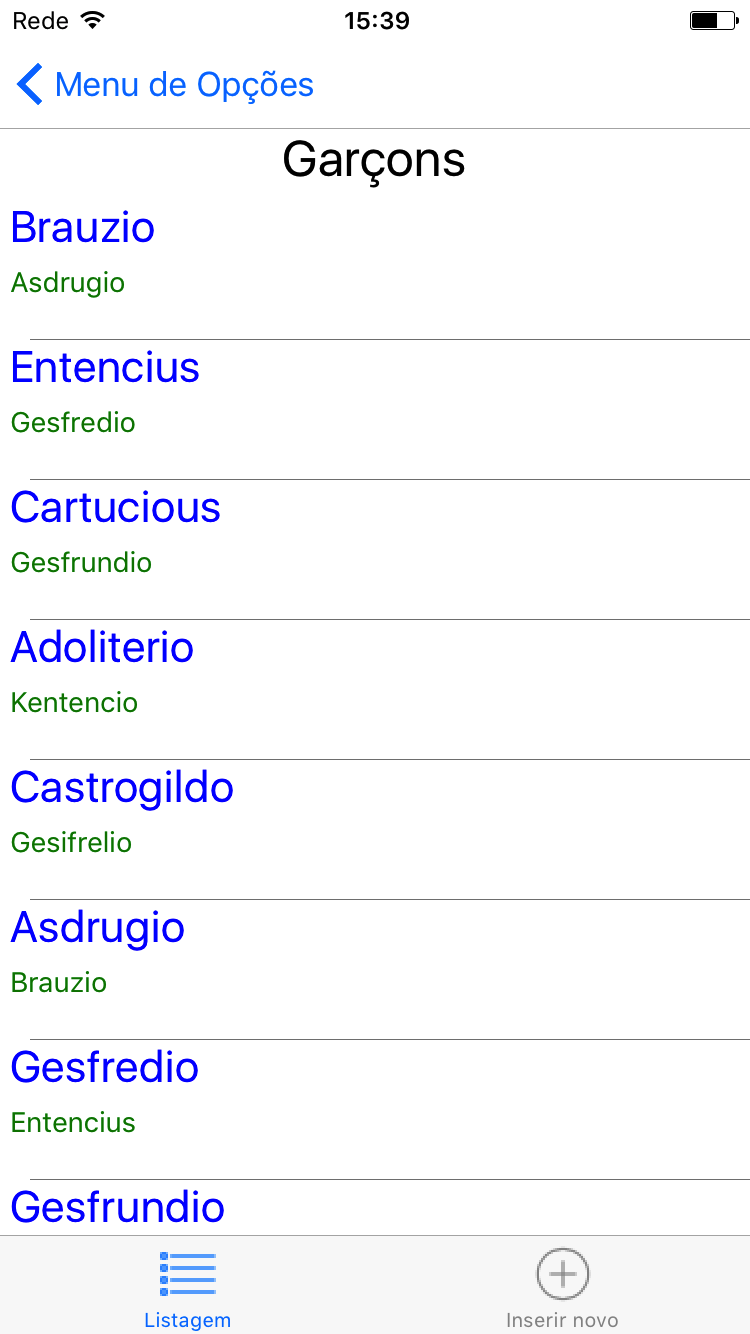 Rede 15:39
Menu de Opções
Garçons
Brauzio
Asdrugio
Entencius
Gesfredio
Cartucious
Gesfrundio
Adoliterio
Kentencio
Castrogildo
Gesifrelio
Asdrugio
Brauzio
Gesfredio
Entencius
Gesfrundio
Listagem Inserir novo